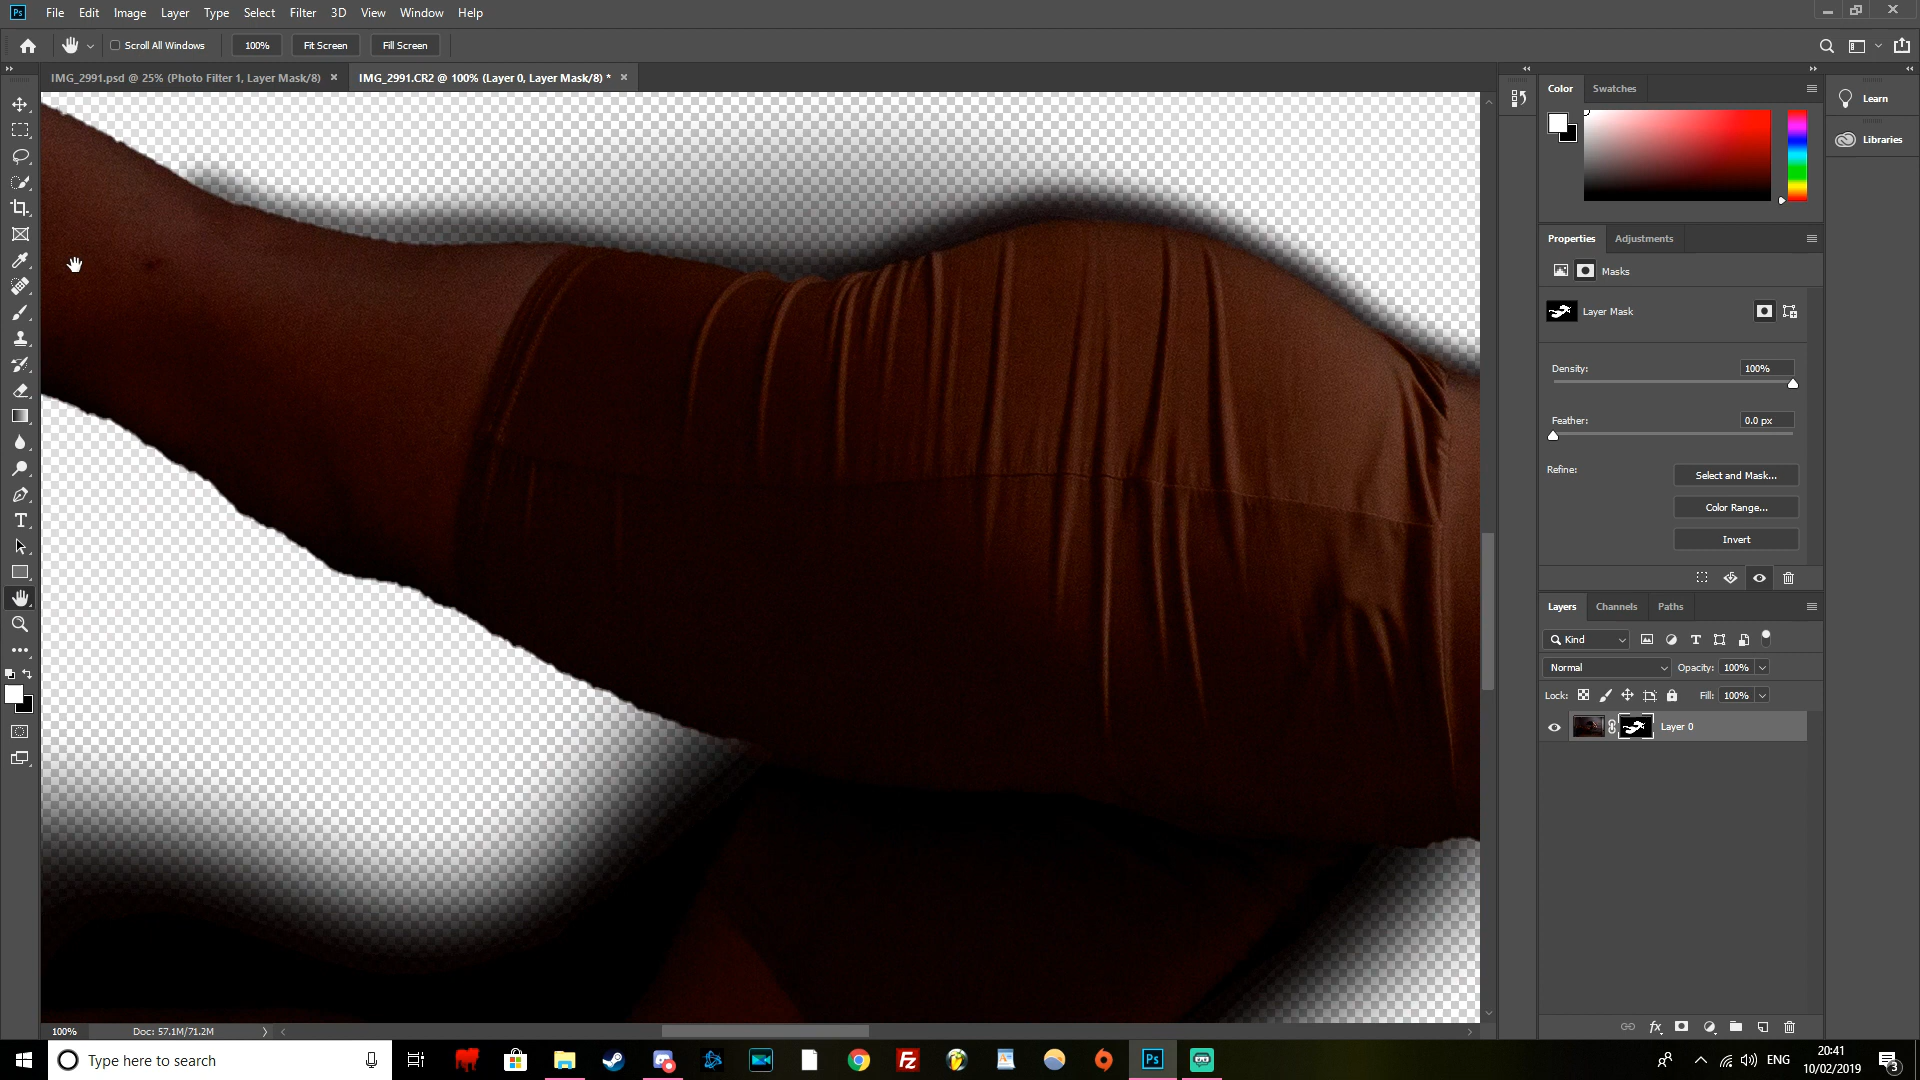 Ps File Edit Image Layer Type Select Filter 3D View Window Help
Scroll All Windows 100% Fit Screen Fill Screen
IMG_2991.psd @ 25% (Photo Filter 1, Layer Mask/8) × IMG_2991.CR2 @ 100% (Layer 0, Layer Mask/8) * ×
Color Swatches
Learn
Libraries
Properties Adjustments
Masks
Layer Mask
Density: 100%
Feather: 0.0 px
Refine: Select and Mask...
Color Range...
Invert
Layers Channels Paths
Kind
Normal Opacity: 100%
Lock: Fill: 100%
Layer 0
100% Doc: 57.1M/71.2M
Type here to search
Ps
ENG
20:41
10/02/2019
3